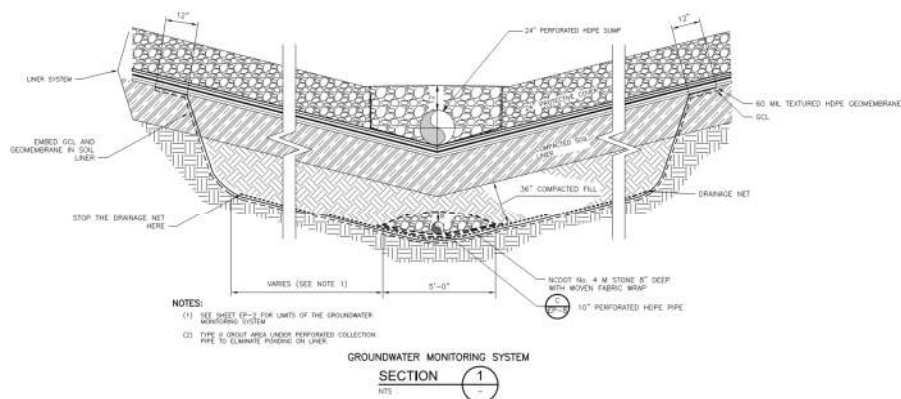 12"
12"
24" PERFORATED HDPE SUMP
LINER SYSTEM
PROTECTIVE COVER
60 MIL TEXTURED HDPE GEOMEMBRANE
GCL
EMBED GCL AND
GEOMEMBRANE IN SOIL
LINER
COMPACTED SOIL
LINER
36" COMPACTED FILL
DRAINAGE NET
STOP THE DRAINAGE NET
HERE
VARIES (SEE NOTE 1)
5'-0"
NCDOT No. 4 M STONE 8" DEEP
WITH WOVEN FABRIC WRAP
C
10" PERFORATED HDPE PIPE
NOTES:
(1) SEE SHEET EP-2 FOR LIMITS OF THE GROUNDWATER
MONITORING SYSTEM
(2) TYPE II GROUT AREA UNDER PERFORATED COLLECTION
PIPE TO ELIMINATE PONDING ON LINER
GROUNDWATER MONITORING SYSTEM
SECTION 1
NTS -